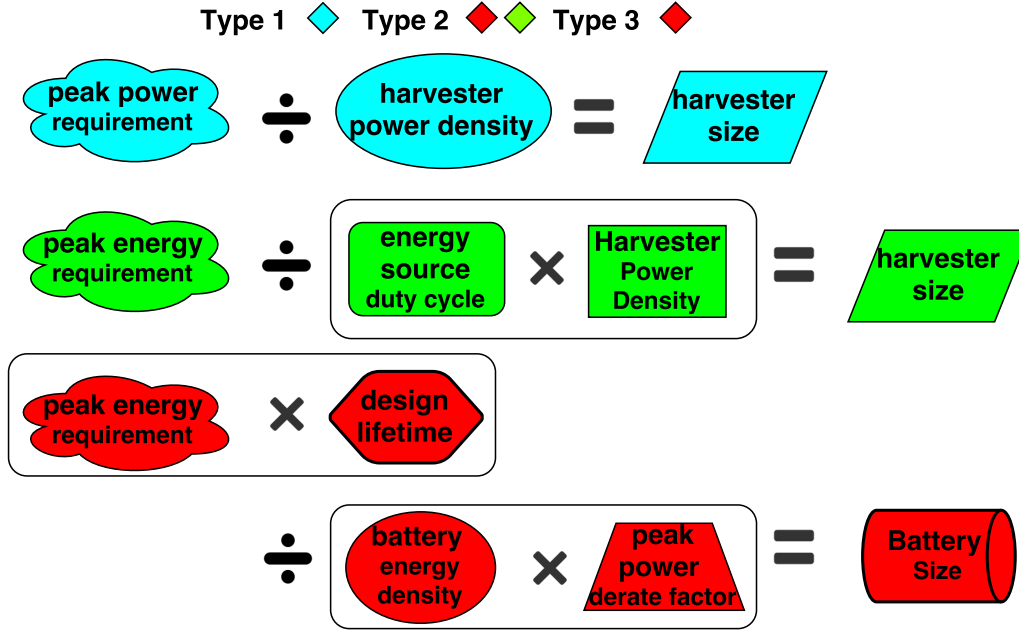 Type 1 Type 2 Type 3
peak power
requirement
÷
harvester
power density
=
harvester
size
peak energy
requirement
÷
energy
source
duty cycle
×
Harvester
Power
Density
=
harvester
size
peak energy
requirement
×
design
lifetime
÷
battery
energy
density
×
peak
power
derate factor
=
Battery
Size